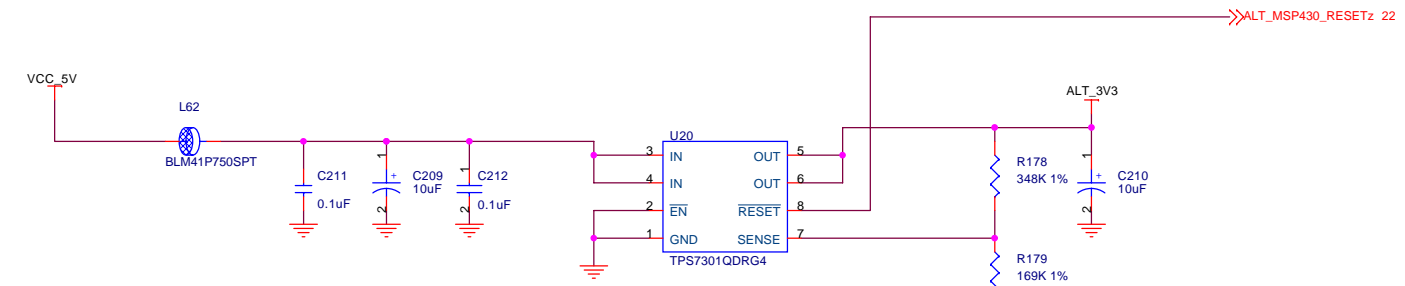 ALT_MSP430_RESETz 22
VCC_5V
L62
BLM41P750SPT
ALT_3V3
U20
3 IN OUT 5
4 IN OUT 6
2 EN RESET 8
1 GND SENSE 7
TPS7301QDRG4
C211
0.1uF
1
C209
10uF
2
1
C212
0.1uF
2
R178
348K 1%
1
C210
10uF
2
R179
169K 1%
+
+